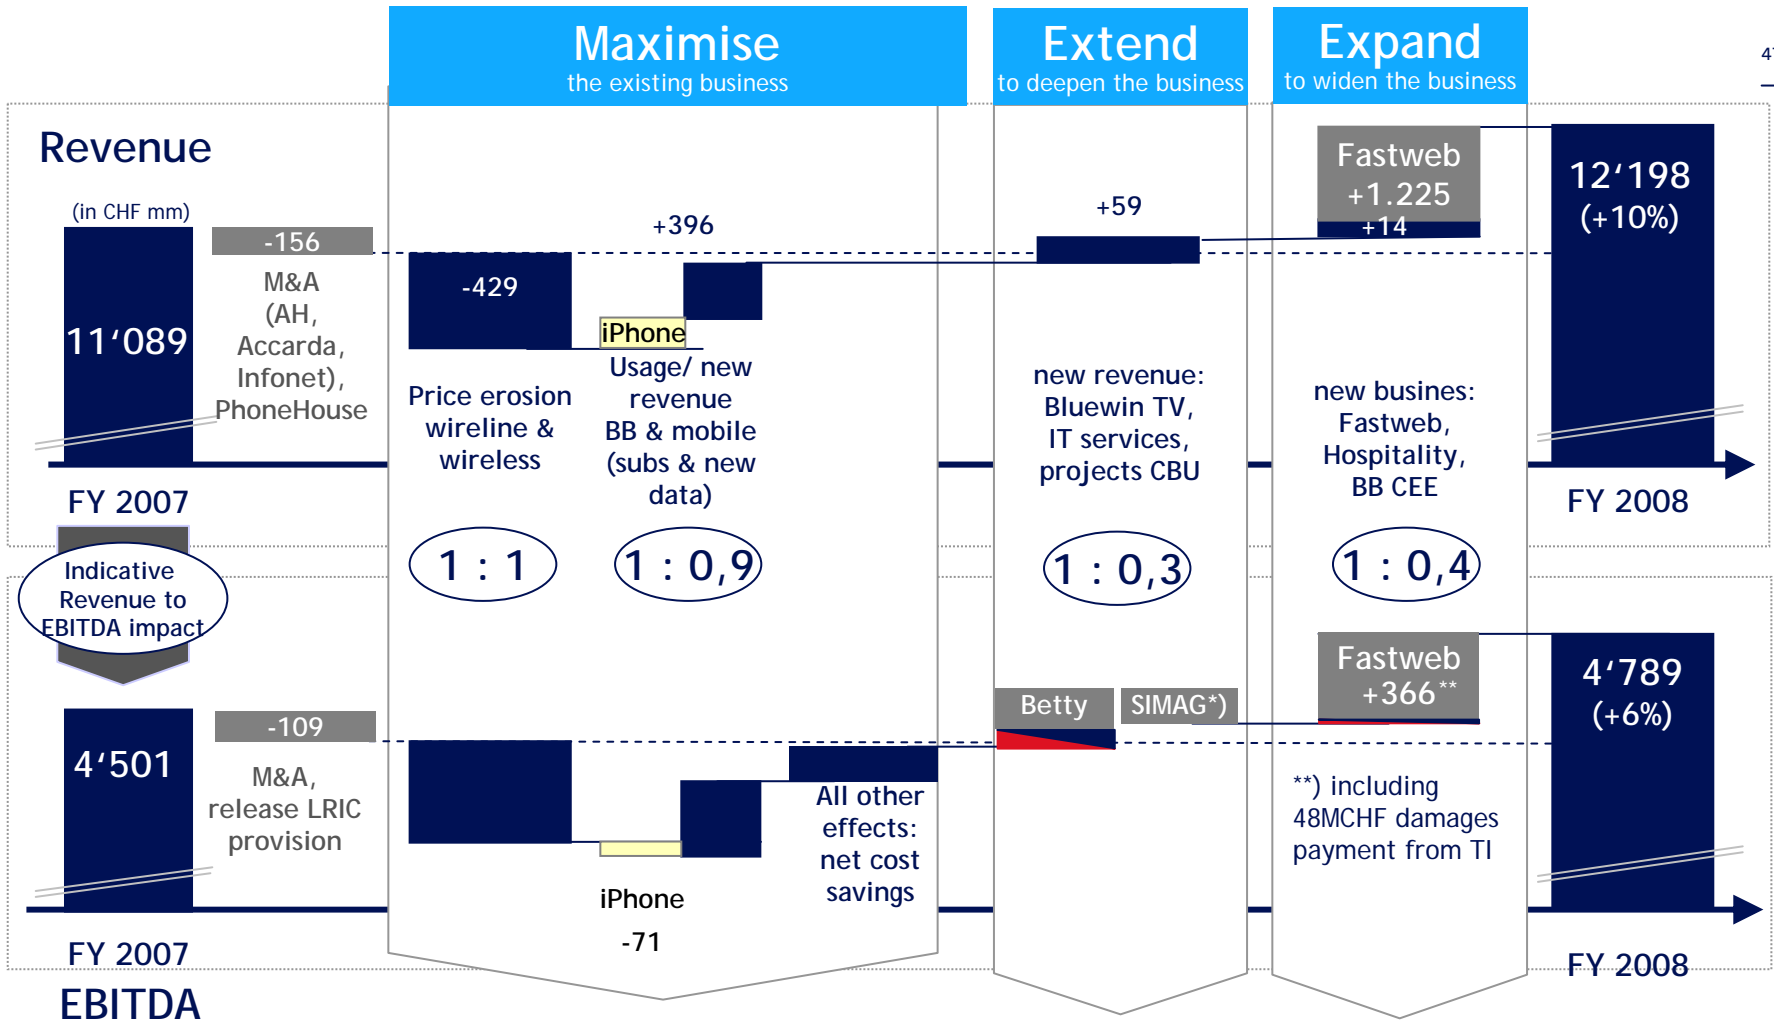 Maximise
the existing business
Extend
to deepen the business
Expand
to widen the business
Revenue
(in CHF mm)
11‘089
-156
M&A
(AH,
Accarda,
Infonet),
PhoneHouse
-429
Price erosion
wireline &
wireless
+396
iPhone
Usage/ new
revenue
BB & mobile
(subs & new
data)
+59
new revenue:
Bluewin TV,
IT services,
projects CBU
Fastweb
+1.225
+14
new busines:
Fastweb,
Hospitality,
BB CEE
12‘198
(+10%)
FY 2007
FY 2008
Indicative
Revenue to
EBITDA impact
1 : 1
1 : 0,9
1 : 0,3
1 : 0,4
4‘501
-109
M&A,
release LRIC
provision
iPhone
-71
All other
effects:
net cost
savings
Betty
SIMAG*)
Fastweb
+366**
**) including
48MCHF damages
payment from TI
4‘789
(+6%)
FY 2007
FY 2008
EBITDA